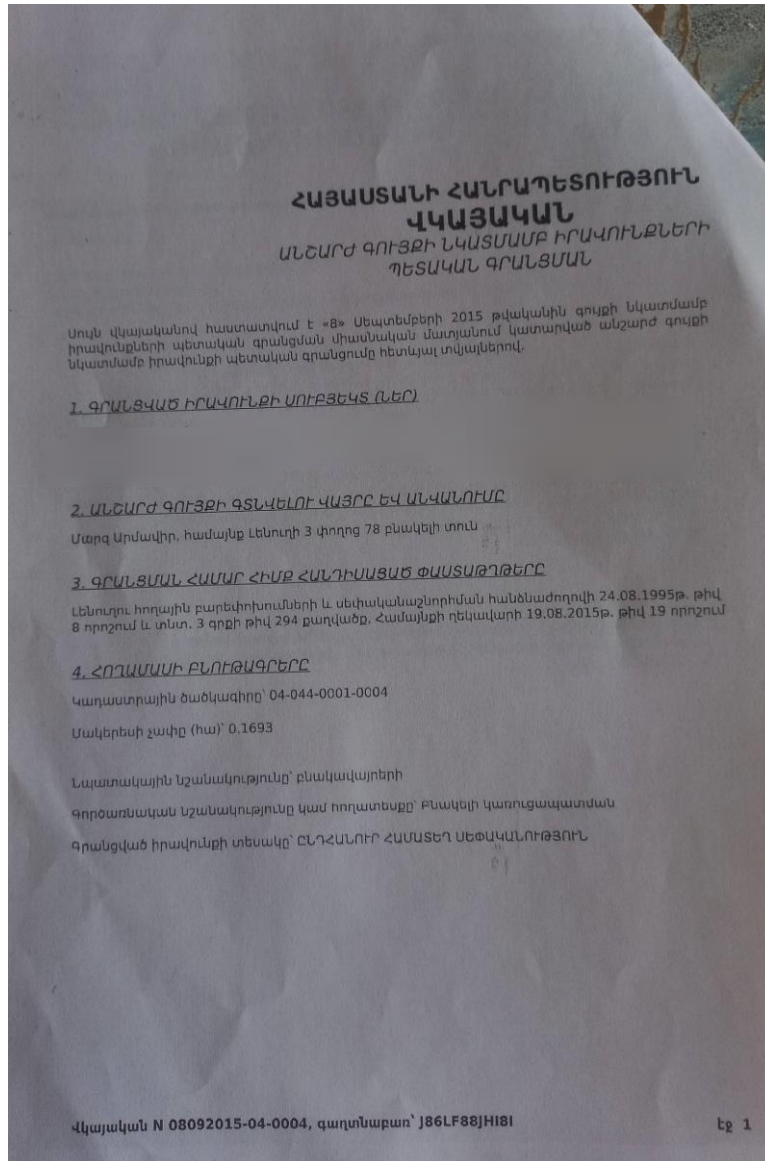 ՀԱՅԱՍՏԱՆԻ ՀԱՆՐԱՊԵՏՈՒԹՅՈՒՆ
ՎԿԱՅԱԿԱՆ
ԱՆՇԱՐԺ ԳՈՒՅՔԻ ՆԿԱՏՄԱՄԲ ԻՐԱՎՈՒՆՔՆԵՐԻ
ՊԵՏԱԿԱՆ ԳՐԱՆՑՄԱՆ
Սույն վկայականով հաստատվում է «8» Սեպտեմբերի 2015 թվականին գույքի նկատմամբ
իրավունքների պետական գրանցման միասնական մատյանում կատարված անշարժ գույքի
նկատմամբ իրավունքի պետական գրանցումը հետևյալ տվյալներով.
1. ԳՐԱՆՑՎԱԾ ԻՐԱՎՈՒՆՔԻ ՍՈՒԲՅԵԿՏ (ՆԵՐ)
2. ԱՆՇԱՐԺ ԳՈՒՅՔԻ ԳՏՆՎԵԼՈՒ ՎԱՅՐԸ ԵՎ ԱՆՎԱՆՈՒՄԸ
Մարզ Արմավիր, համայնք Լենուղի 3 փողոց 78 բնակելի տուն
3. ԳՐԱՆՑՄԱՆ ՀԱՄԱՐ ՀԻՄՔ ՀԱՆԴԻՍԱՑԱԾ ՓԱՍՏԱԹՂԹԵՐԸ
Լենուղու հողային բարեփոխումների և սեփականաշնորհման հանձնաժողովի 24.08.1995թ. թիվ
8 որոշում և տնտ. 3 գրքի թիվ 294 քաղվածք, Համայնքի ղեկավարի 19.08.2015թ. թիվ 19 որոշում
4. ՀՈՂԱՄԱՍԻ ԲՆՈՒԹԱԳՐԵՐԸ
Կադաստրային ծածկագիրը՝ 04-044-0001-0004
Մակերեսի չափը (հա)՝ 0.1693
Նպատակային նշանակությունը՝ բնակավայրերի
Գործառնական նշանակությունը կամ հողատեսքը՝ Բնակելի կառուցապատման
Գրանցված իրավունքի տեսակը՝ ԸՆԴՀԱՆՈՒՐ ՀԱՄԱՏԵՂ ՍԵՓԱԿԱՆՈՒԹՅՈՒՆ
Վկայական N 08092015-04-0004, գաղտնաբառ՝ J86LF88JHI8I
էջ 1